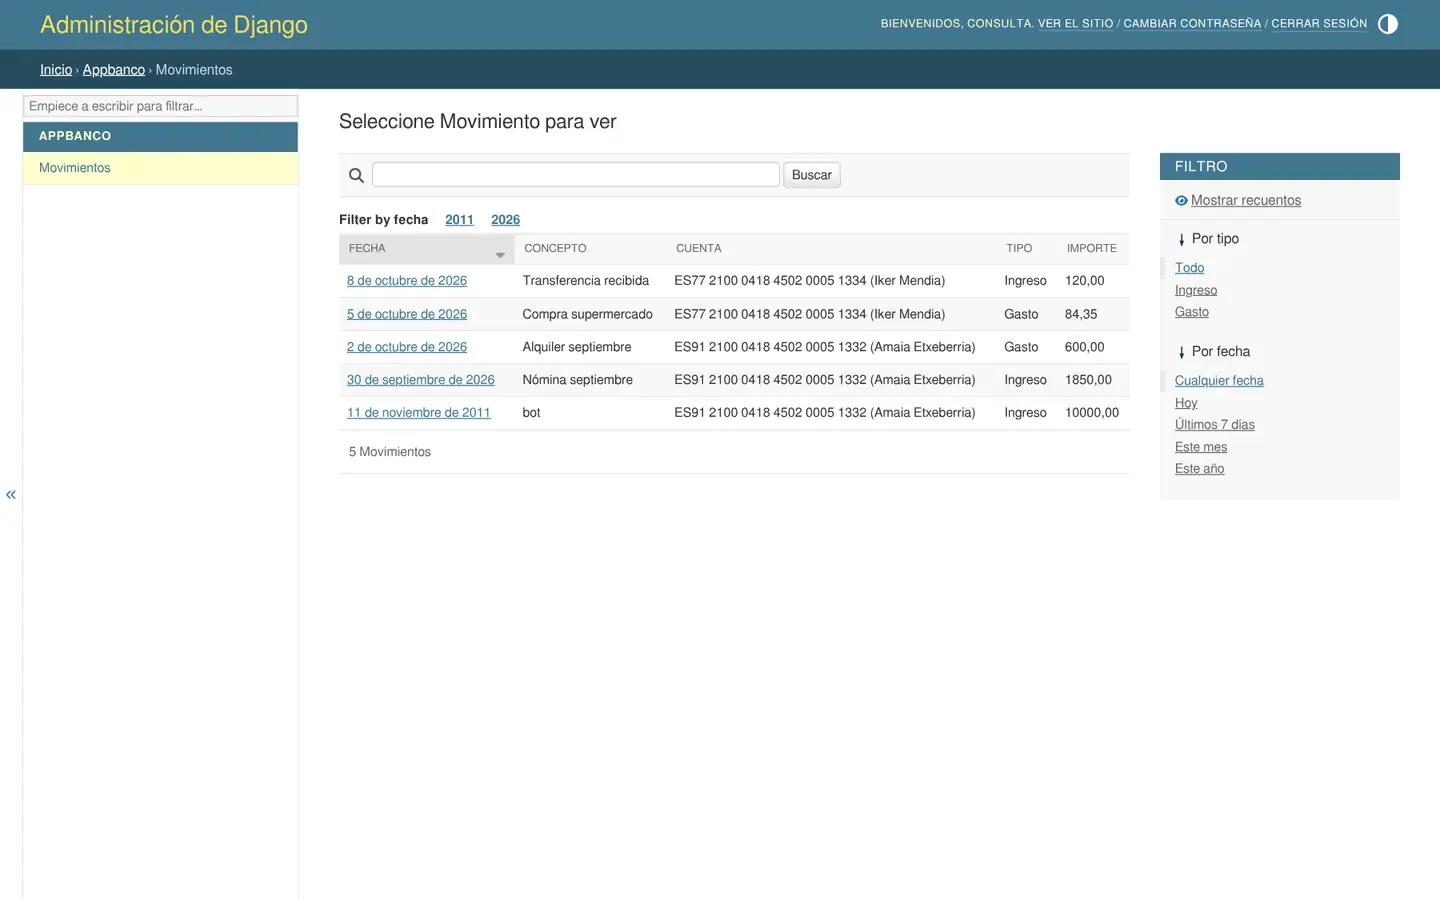 Administración de Django
BIENVENIDOS, CONSULTA. VER EL SITIO / CAMBIAR CONTRASEÑA / CERRAR SESIÓN
Inicio › Appbanco › Movimientos
Empiece a escribir para filtrar...
APPBANCO
Movimientos
«
Seleccione Movimiento para ver
Buscar
Filter by fecha 2011 2026
FECHA CONCEPTO CUENTA TIPO IMPORTE
8 de octubre de 2026 Transferencia recibida ES77 2100 0418 4502 0005 1334 (Iker Mendia) Ingreso 120,00
5 de octubre de 2026 Compra supermercado ES77 2100 0418 4502 0005 1334 (Iker Mendia) Gasto 84,35
2 de octubre de 2026 Alquiler septiembre ES91 2100 0418 4502 0005 1332 (Amaia Etxeberria) Gasto 600,00
30 de septiembre de 2026 Nómina septiembre ES91 2100 0418 4502 0005 1332 (Amaia Etxeberria) Ingreso 1850,00
11 de noviembre de 2011 bot ES91 2100 0418 4502 0005 1332 (Amaia Etxeberria) Ingreso 10000,00
5 Movimientos
FILTRO
Mostrar recuentos
↓ Por tipo
Todo
Ingreso
Gasto
↓ Por fecha
Cualquier fecha
Hoy
Últimos 7 días
Este mes
Este año